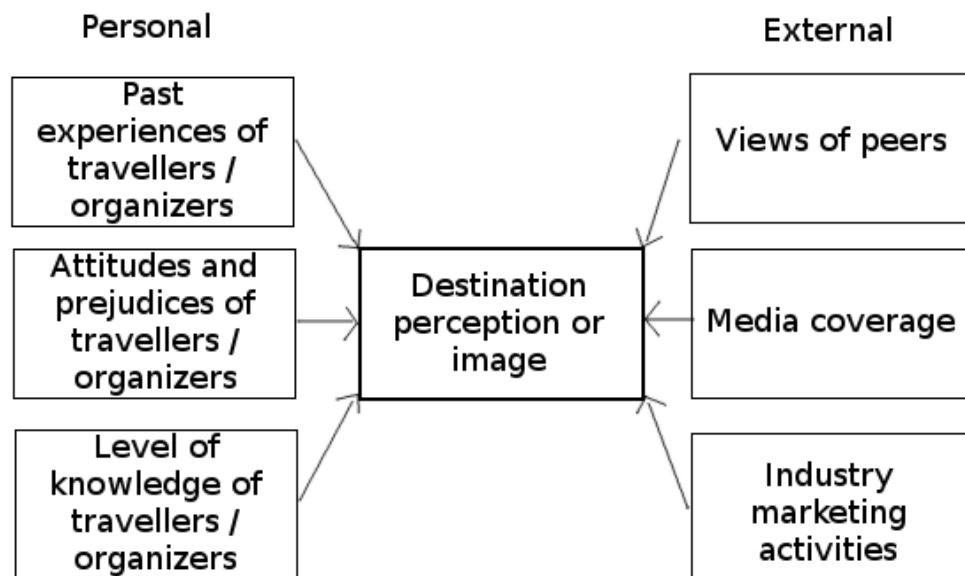 Personal
External
Past
experiences of
travellers /
organizers
Attitudes and
prejudices of
travellers /
organizers
Level of
knowledge of
travellers /
organizers
Destination
perception or
image
Views of peers
Media coverage
Industry
marketing
activities